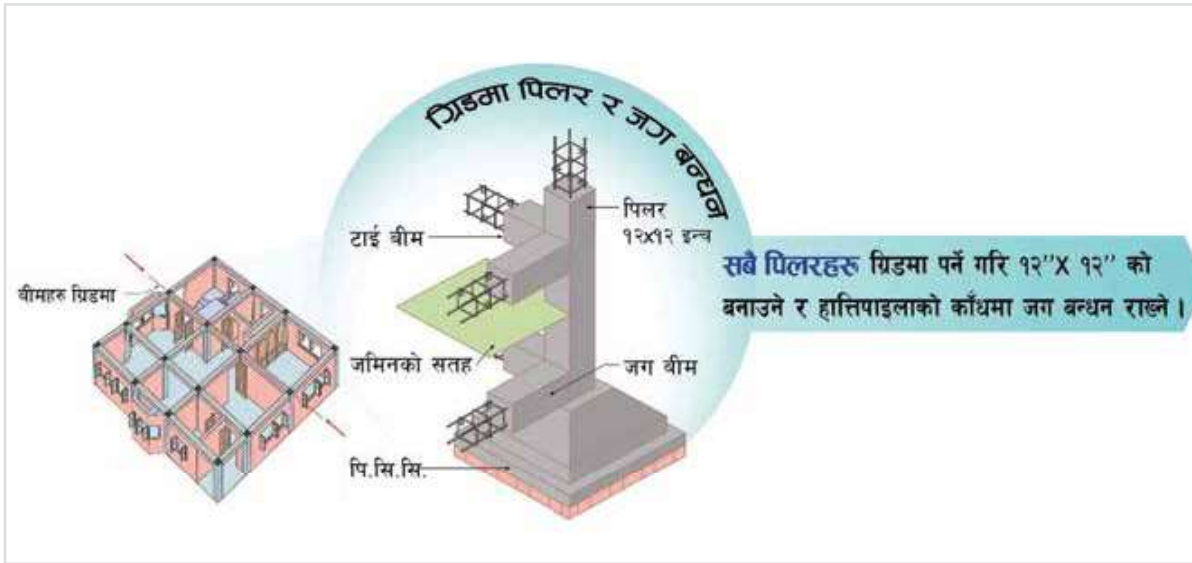 ग्रिडमा पिलर र जग बन्धन
पिलर
१२x१२ इन्च
टाई बीम
बीमहरु ग्रिडमा
जमिनको सतह
जग बीम
पि.सि.सि.
सबै पिलरहरू ग्रिडमा पर्ने गरि १२”X १२” को
बनाउने र हात्तिपाइलाको काँधमा जग बन्धन राख्ने ।